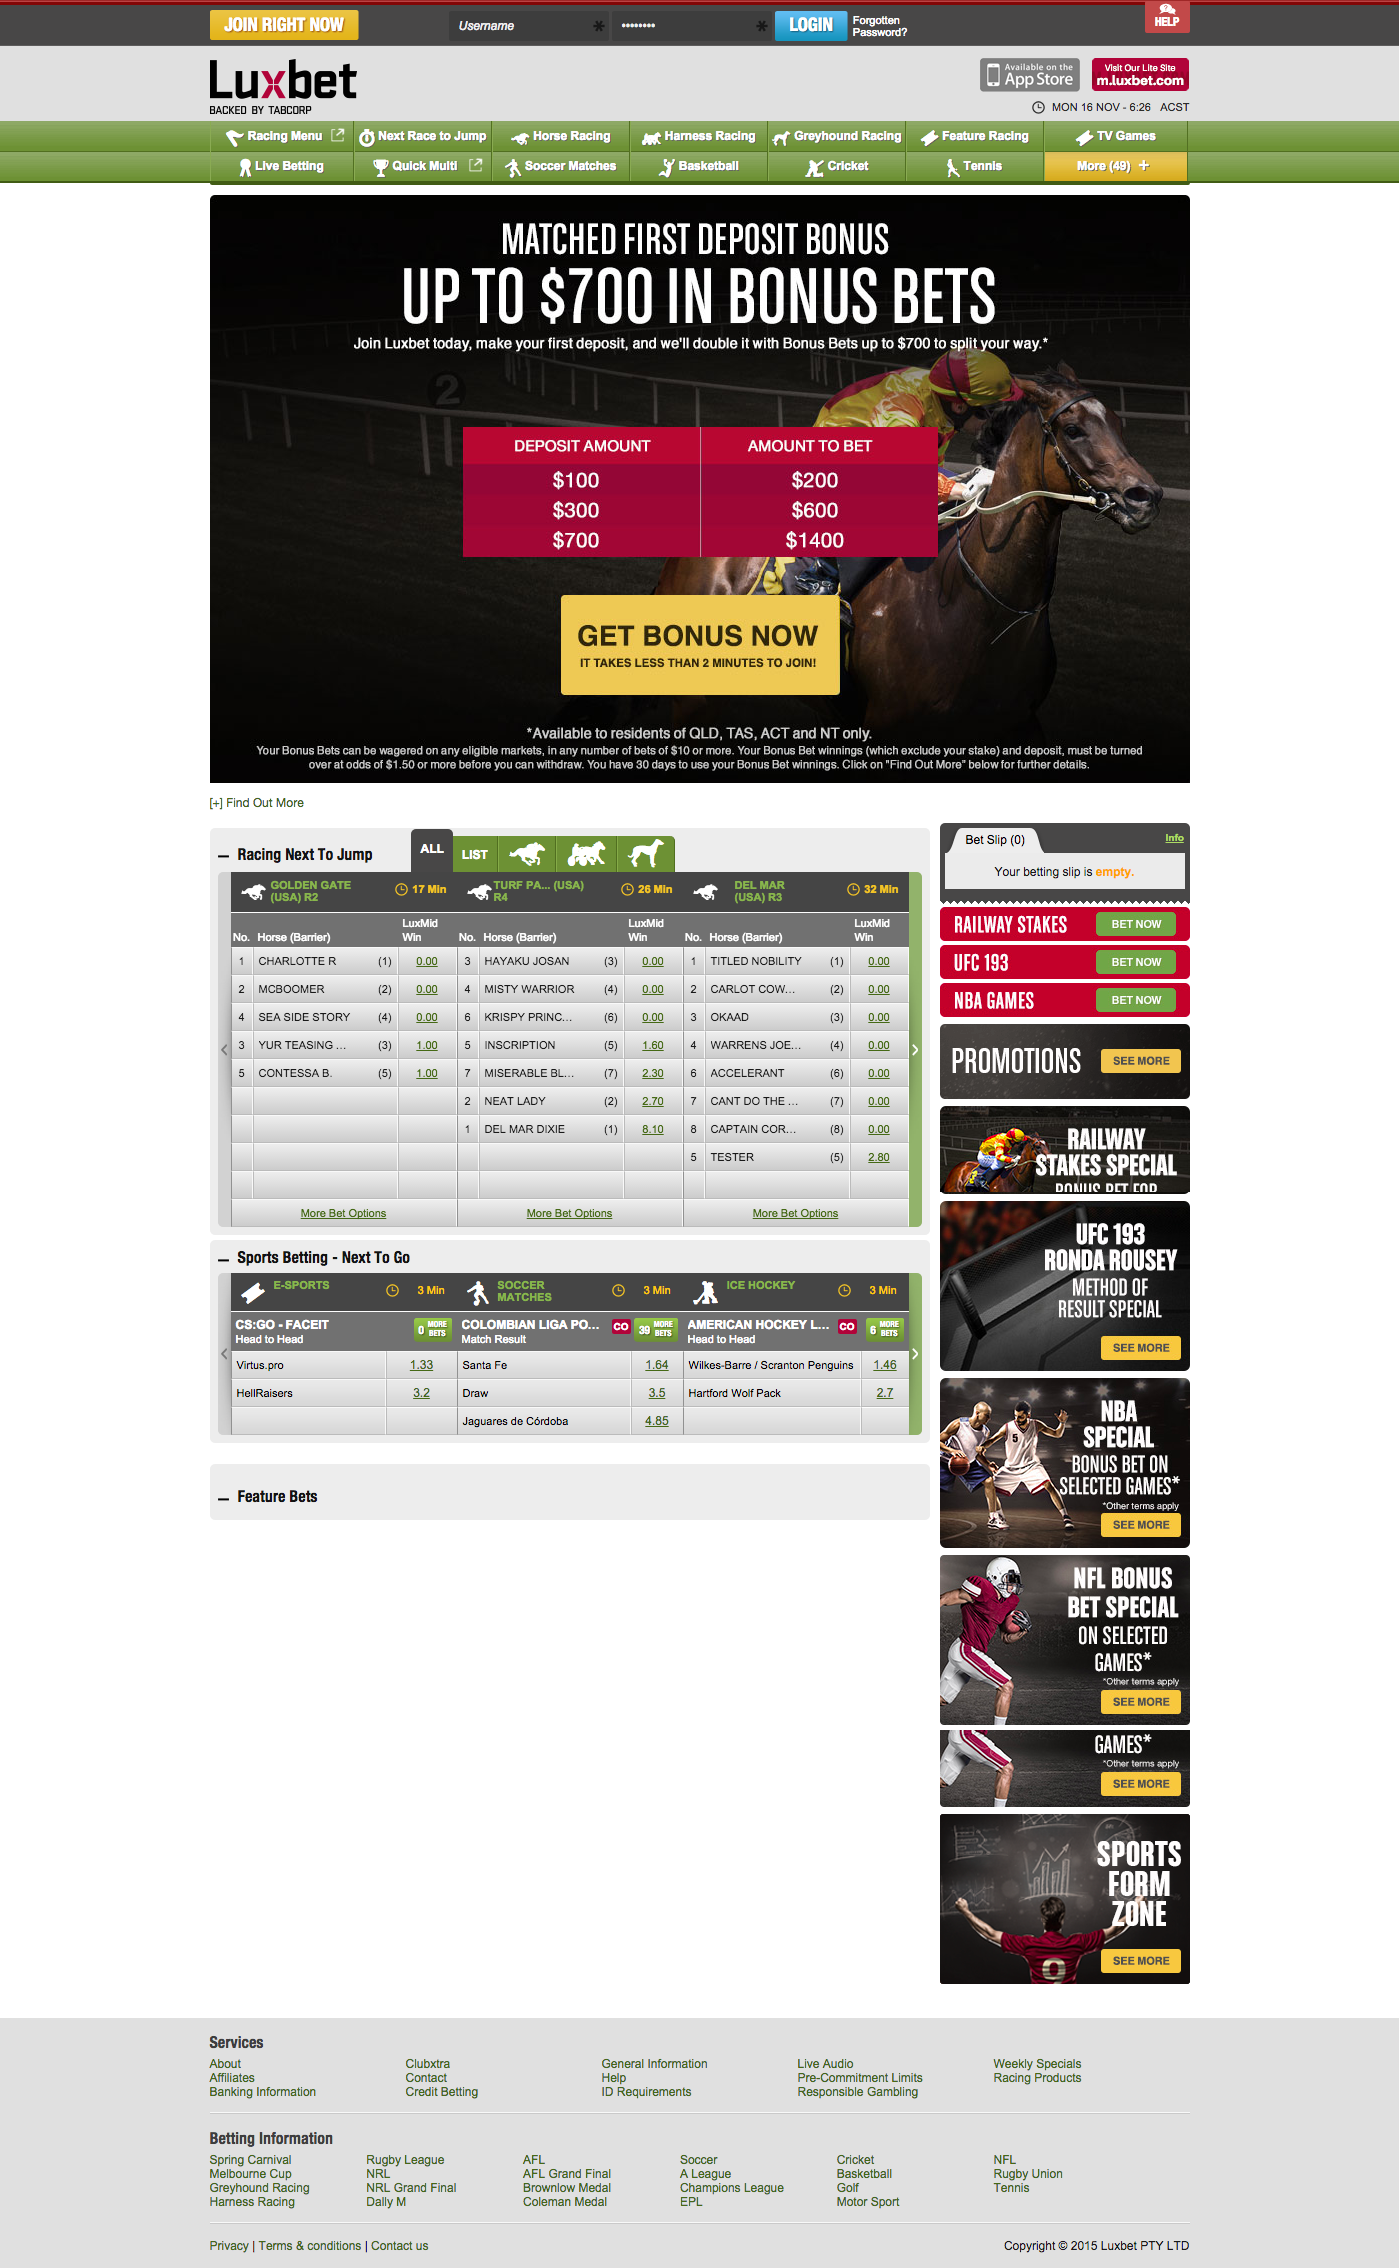 JOIN RIGHT NOW
Username
••••••••
LOGIN
Forgotten
Password?
HELP
Luxbet
BACKED BY TABCORP
Available on the
App Store
Visit Our Lite Site
m.luxbet.com
MON 16 NOV - 6:26 ACST
Racing Menu
Next Race to Jump
Horse Racing
Harness Racing
Greyhound Racing
Feature Racing
TV Games
Live Betting
Quick Multi
Soccer Matches
Basketball
Cricket
Tennis
More (49) +
MATCHED FIRST DEPOSIT BONUS
UP TO $700 IN BONUS BETS
Join Luxbet today, make your first deposit, and we'll double it with Bonus Bets up to $700 to split your way.*
2
DEPOSIT AMOUNT AMOUNT TO BET
$100 $200
$300 $600
$700 $1400
GET BONUS NOW
IT TAKES LESS THAN 2 MINUTES TO JOIN!
*Available to residents of QLD, TAS, ACT and NT only.
Your Bonus Bets can be wagered on any eligible markets, in any number of bets of $10 or more. Your Bonus Bet winnings (which exclude your stake) and deposit, must be turned
over at odds of $1.50 or more before you can withdraw. You have 30 days to use your Bonus Bet winnings. Click on "Find Out More" below for further details.
[+] Find Out More
Racing Next To Jump
ALL
LIST
GOLDEN GATE
(USA) R2
17 Min
No. Horse (Barrier) LuxMid Win
1 CHARLOTTE R (1) 0.00
2 MCBOOMER (2) 0.00
4 SEA SIDE STORY (4) 0.00
3 YUR TEASING ... (3) 1.00
5 CONTESSA B. (5) 1.00
More Bet Options
TURF PA... (USA)
R4
26 Min
No. Horse (Barrier) LuxMid Win
3 HAYAKU JOSAN (3) 0.00
4 MISTY WARRIOR (4) 0.00
6 KRISPY PRINC... (6) 0.00
5 INSCRIPTION (5) 1.60
7 MISERABLE BL... (7) 2.30
2 NEAT LADY (2) 2.70
1 DEL MAR DIXIE (1) 8.10
More Bet Options
DEL MAR
(USA) R3
32 Min
No. Horse (Barrier) LuxMid Win
1 TITLED NOBILITY (1) 0.00
2 CARLOT COW... (2) 0.00
3 OKAAD (3) 0.00
4 WARRENS JOE... (4) 0.00
6 ACCELERANT (6) 0.00
7 CANT DO THE ... (7) 0.00
8 CAPTAIN COR... (8) 0.00
5 TESTER (5) 2.80
More Bet Options
Sports Betting - Next To Go
E-SPORTS
3 Min
CS:GO - FACEIT
Head to Head
0 MORE BETS
Virtus.pro 1.33
HellRaisers 3.2
SOCCER
MATCHES
3 Min
COLOMBIAN LIGA PO...
Match Result
CO
39 MORE BETS
Santa Fe 1.64
Draw 3.5
Jaguares de Córdoba 4.85
ICE HOCKEY
3 Min
AMERICAN HOCKEY L...
Head to Head
CO
6 MORE BETS
Wilkes-Barre / Scranton Penguins 1.46
Hartford Wolf Pack 2.7
Feature Bets
Bet Slip (0)
Info
Your betting slip is empty.
RAILWAY STAKES BET NOW
UFC 193 BET NOW
NBA GAMES BET NOW
PROMOTIONS SEE MORE
RAILWAY
STAKES SPECIAL
BONUS BET FOR
UFC 193
RONDA ROUSEY
METHOD OF
RESULT SPECIAL
SEE MORE
5
NBA
SPECIAL
BONUS BET ON
SELECTED GAMES*
*Other terms apply
SEE MORE
NFL BONUS
BET SPECIAL
ON SELECTED
GAMES*
*Other terms apply
SEE MORE
GAMES*
*Other terms apply
SEE MORE
SPORTS
FORM
ZONE
9
SEE MORE
Services
About
Affiliates
Banking Information
Clubxtra
Contact
Credit Betting
General Information
Help
ID Requirements
Live Audio
Pre-Commitment Limits
Responsible Gambling
Weekly Specials
Racing Products
Betting Information
Spring Carnival
Melbourne Cup
Greyhound Racing
Harness Racing
Rugby League
NRL
NRL Grand Final
Dally M
AFL
AFL Grand Final
Brownlow Medal
Coleman Medal
Soccer
A League
Champions League
EPL
Cricket
Basketball
Golf
Motor Sport
NFL
Rugby Union
Tennis
Privacy | Terms & conditions | Contact us
Copyright © 2015 Luxbet PTY LTD